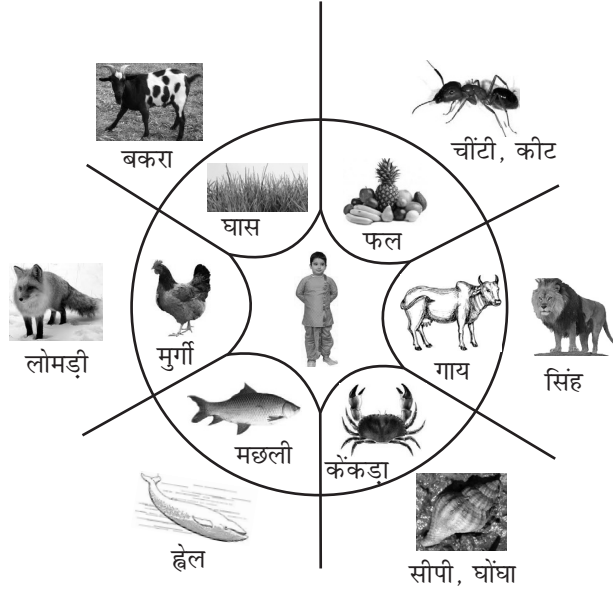 बकरा
चींटी, कीट
घास
फल
लोमड़ी
मुर्गी
गाय
सिंह
मछली
केंकड़ा
ह्वेल
सीपी, घोंघा